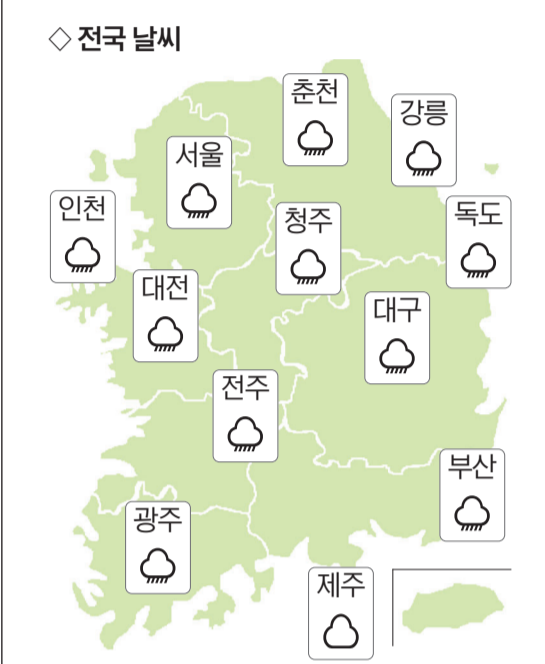 ◇ 전국 날씨
춘천
강릉
서울
인천
청주
독도
대전
대구
전주
부산
광주
제주